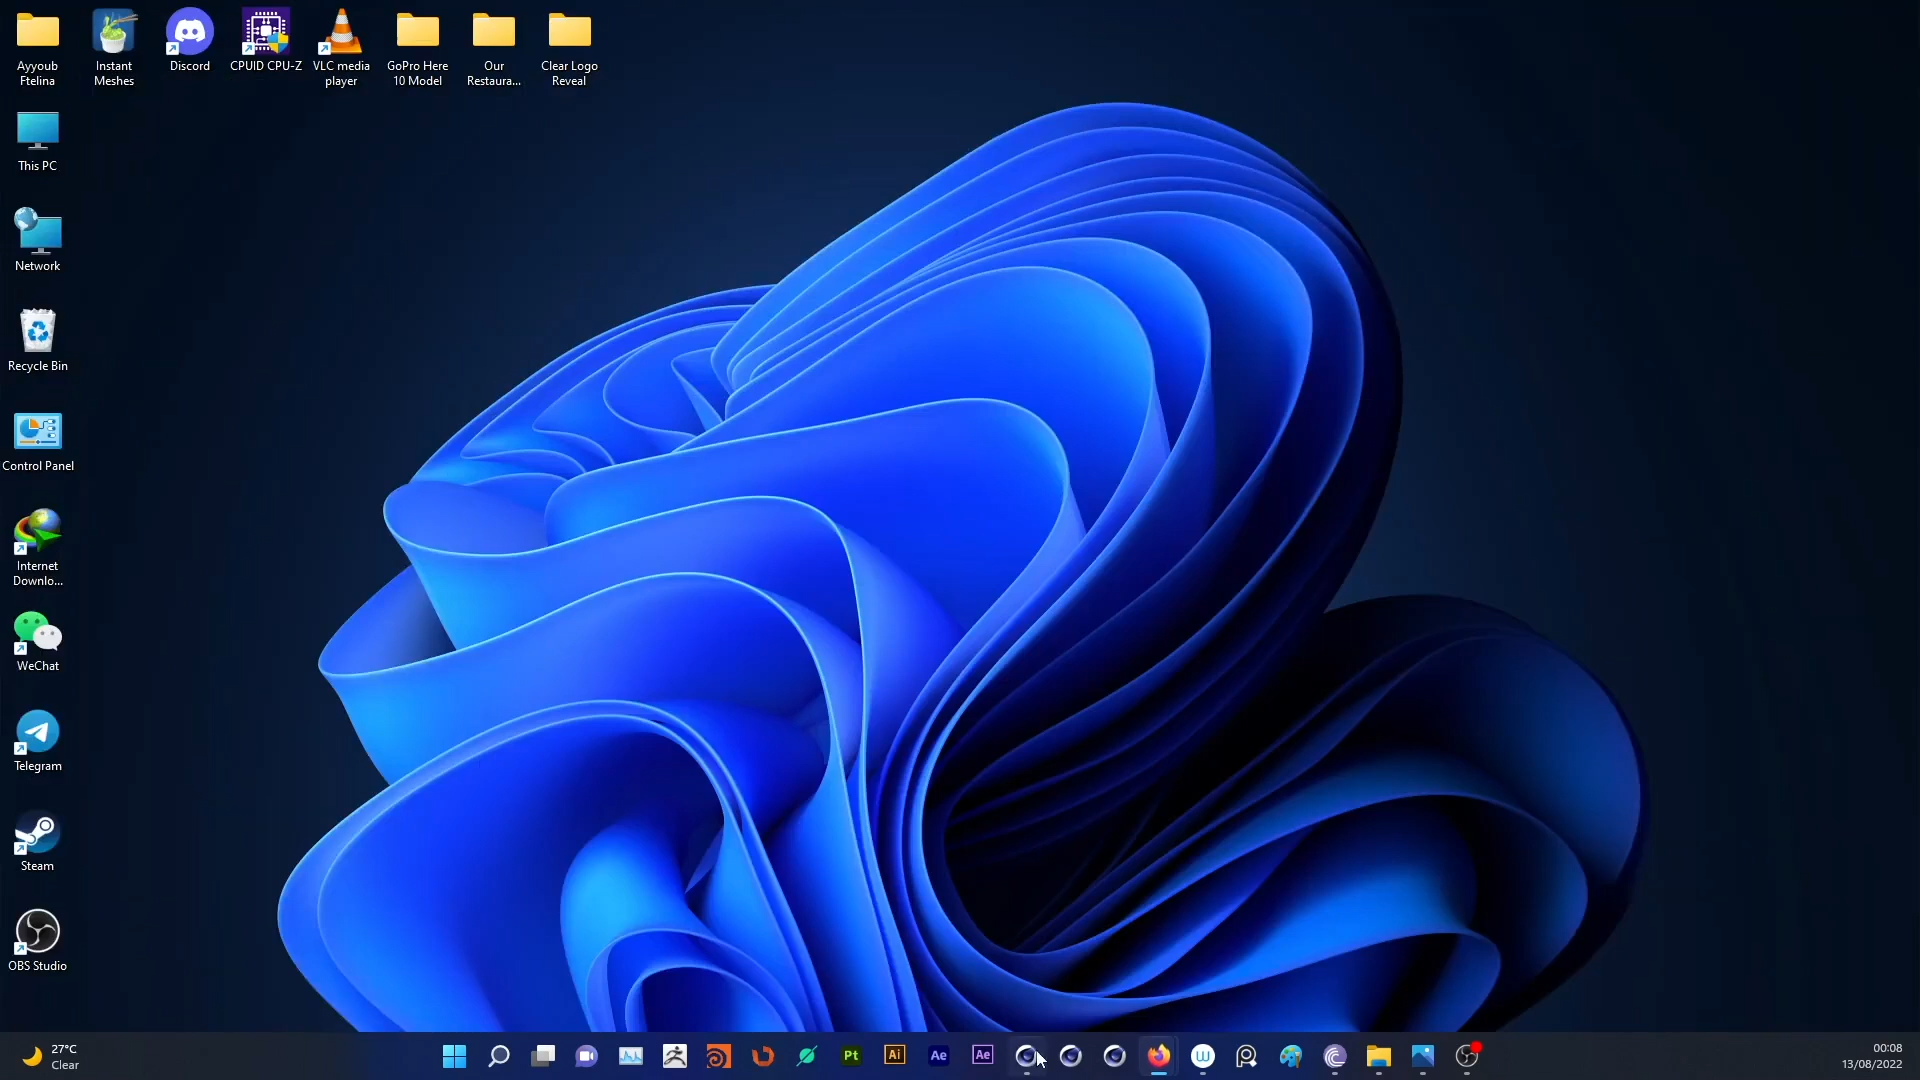 Ayyoub
Ftelina
Instant
Meshes
Discord
CPUID CPU-Z
VLC media
player
GoPro Here
10 Model
Our
Restaura...
Clear Logo
Reveal
This PC
Network
Recycle Bin
Control Panel
Internet
Downlo...
WeChat
Telegram
Steam
OBS Studio
27°C
Clear
Pt
Ai
Ae
Ae
W
00:08
13/08/2022